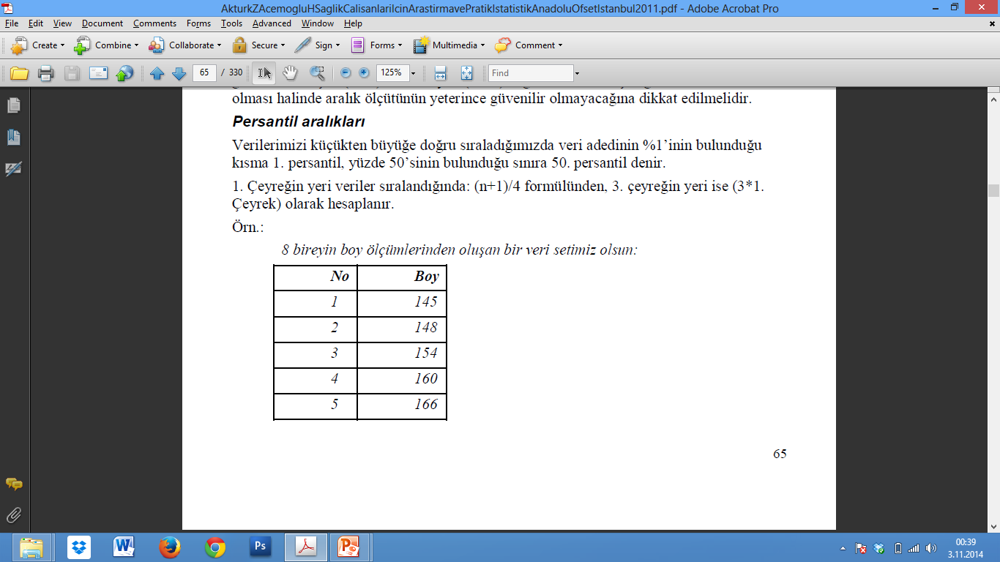 AkturkZAcemogluHSaglikCalisanlariIcinArastirmavePratikIstatistikAnadoluOfsetIstanbul2011.pdf - Adobe Acrobat Pro
File Edit View Document Comments Forms Tools Advanced Window Help
Create Combine Collaborate Secure Sign Forms Multimedia Comment
65 / 330 125% Find
olması halinde aralık ölçütünün yeterince güvenilir olmayacağına dikkat edilmelidir.
Persantil aralıkları
Verilerimizi küçükten büyüğe doğru sıraladığımızda veri adedinin %1’inin bulunduğu
kısma 1. persantil, yüzde 50’sinin bulunduğu sınıra 50. persantil denir.
1. Çeyreğin yeri veriler sıralandığında: (n+1)/4 formülünden, 3. çeyreğin yeri ise (3*1.
Çeyrek) olarak hesaplanır.
Örn.:
8 bireyin boy ölçümlerinden oluşan bir veri setimiz olsun:
No Boy
1 145
2 148
3 154
4 160
5 166
65
Ps
00:39
3.11.2014